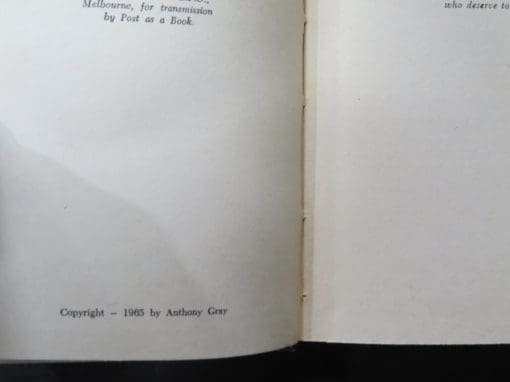 Melbourne, for transmission
by Post as a Book.
Copyright – 1965 by Anthony Gray
who deserve to